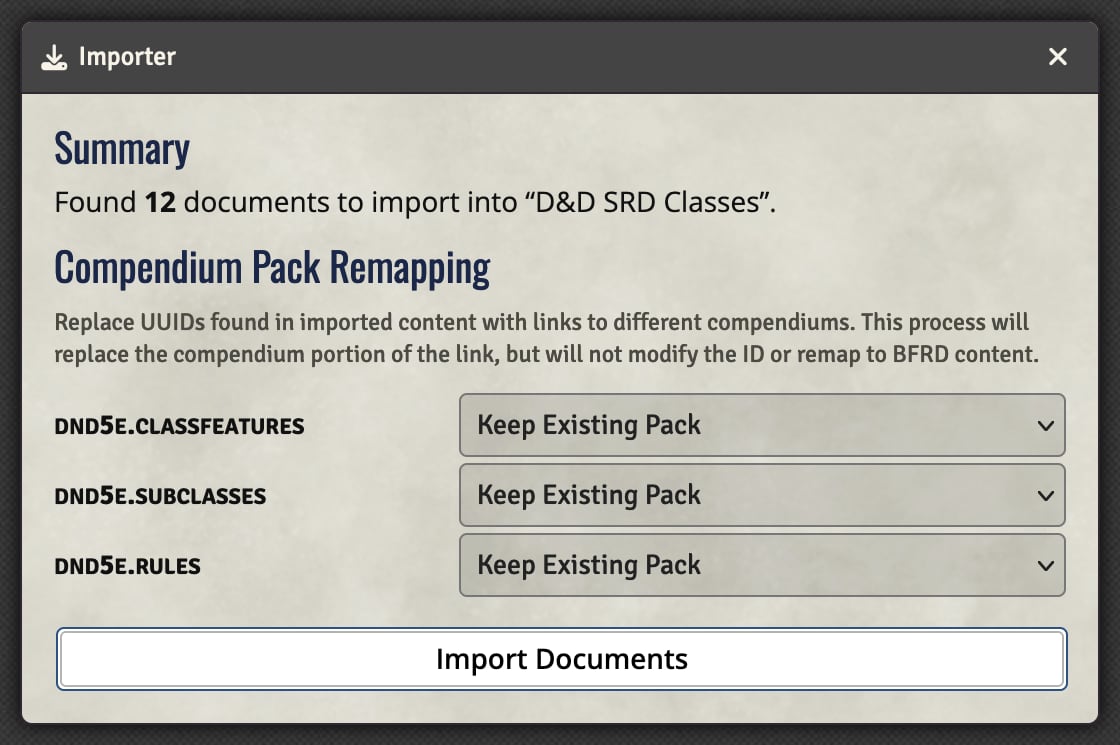 Importer
Summary
Found 12 documents to import into “D&D SRD Classes”.
Compendium Pack Remapping
Replace UUIDs found in imported content with links to different compendiums. This process will
replace the compendium portion of the link, but will not modify the ID or remap to BFRD content.
DND5E.CLASSFEATURES
Keep Existing Pack
DND5E.SUBCLASSES
Keep Existing Pack
DND5E.RULES
Keep Existing Pack
Import Documents